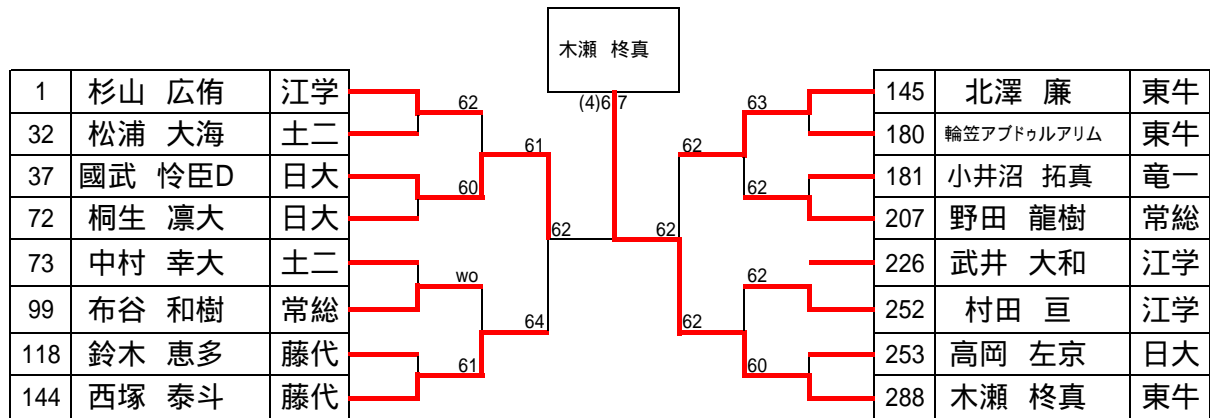 木瀬 柊真
(4)6 7
1 杉山 広侑 江学
32 松浦 大海 土二
37 國武 怜臣D 日大
72 桐生 凛大 日大
73 中村 幸大 土二
99 布谷 和樹 常総
118 鈴木 恵多 藤代
144 西塚 泰斗 藤代
62
60
wo
61
61
64
62
62
62
62
63
62
62
60
145 北澤 廉 東牛
180 輪笠アブドゥルアリム 東牛
181 小井沼 拓真 竜一
207 野田 龍樹 常総
226 武井 大和 江学
252 村田 亘 江学
253 高岡 左京 日大
288 木瀬 柊真 東牛